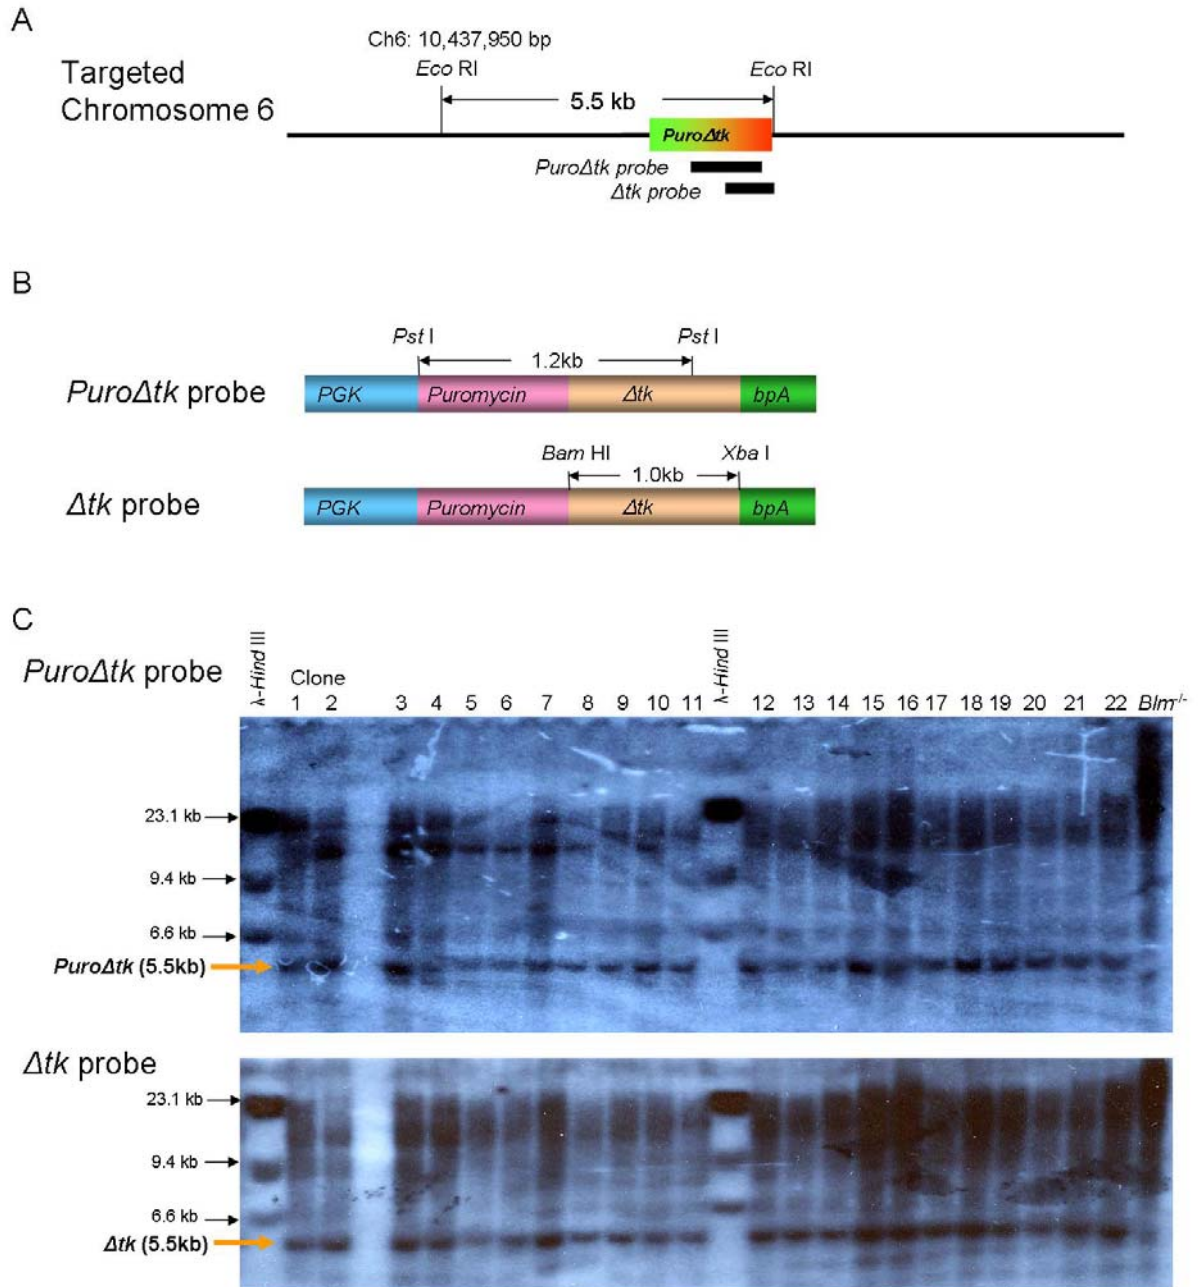 A
Ch6: 10,437,950 bp
Targeted
Chromosome 6
Eco RI
Eco RI
5.5 kb
PuroΔtk
PuroΔtk probe
Δtk probe
B
Pst I
Pst I
1.2kb
PuroΔtk probe
PGK
Puromycin
Δtk
bpA
Bam HI
Xba I
1.0kb
Δtk probe
PGK
Puromycin
Δtk
bpA
C
PuroΔtk probe
λ-Hind III
Clone
1 2 3 4 5 6 7 8 9 10 11
λ-Hind III
12 13 14 15 16 17 18 19 20 21 22 Blm-/-
23.1 kb
9.4 kb
6.6 kb
PuroΔtk (5.5kb)
Δtk probe
23.1 kb
9.4 kb
6.6 kb
Δtk (5.5kb)